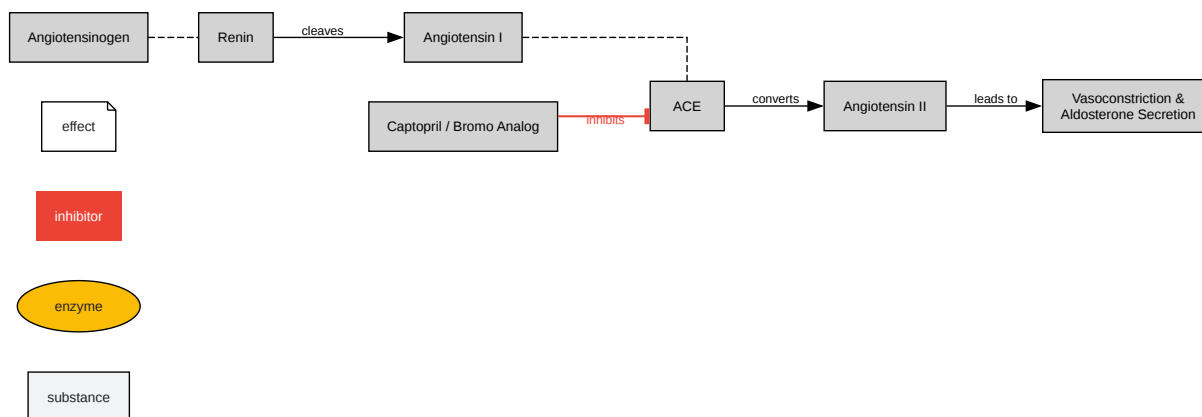 Angiotensinogen
Renin
cleaves
Angiotensin I
effect
Captopril / Bromo Analog
inhibits
ACE
converts
Angiotensin II
leads to
Vasoconstriction &
Aldosterone Secretion
inhibitor
enzyme
substance